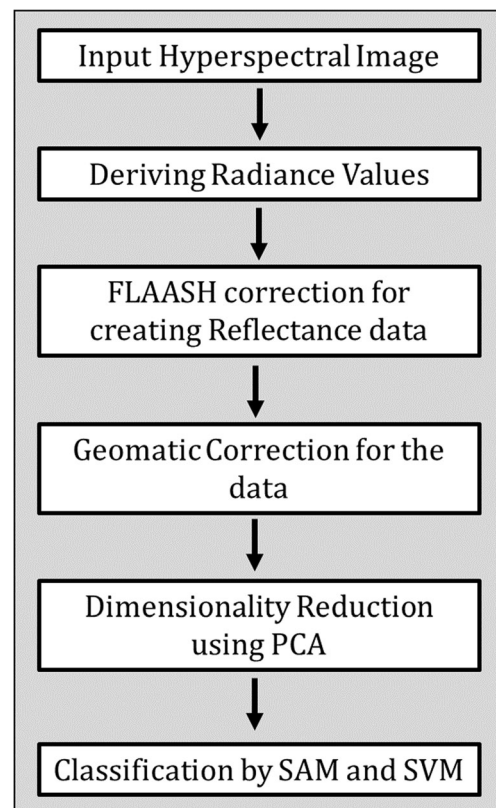 Input Hyperspectral Image
Deriving Radiance Values
FLAASH correction for
creating Reflectance data
Geomatic Correction for the
data
Dimensionality Reduction
using PCA
Classification by SAM and SVM